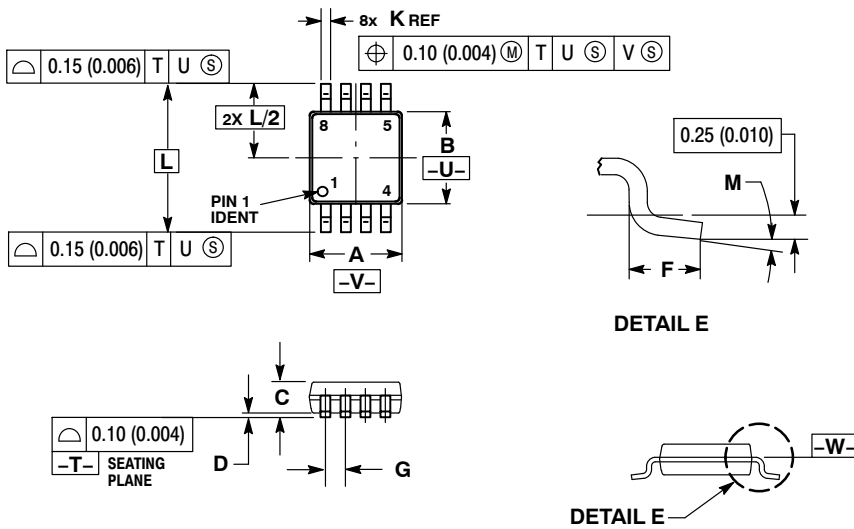 8x K REF
⌖ 0.10 (0.004) Ⓜ T U Ⓢ V Ⓢ
⌓ 0.15 (0.006) T U Ⓢ
2X L/2
8 5
B
-U-
L
PIN 1
IDENT
1 4
⌓ 0.15 (0.006) T U Ⓢ
A
-V-
0.25 (0.010)
M
F
DETAIL E
C
⌓ 0.10 (0.004)
-T- SEATING
PLANE
D
G
-W-
DETAIL E